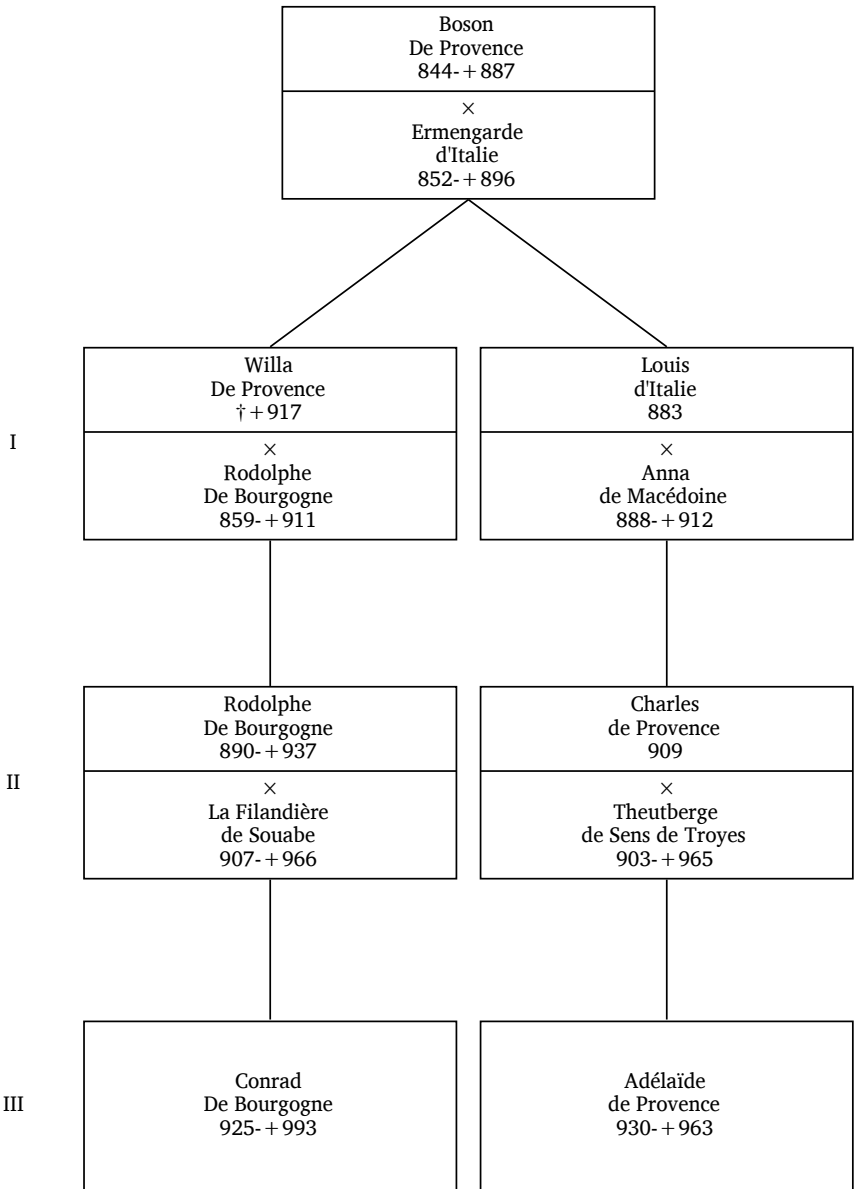 Boson
De Provence
844-+887
×
Ermengarde
d'Italie
852-+896
I
Willa
De Provence
†+917
×
Rodolphe
De Bourgogne
859-+911
Louis
d'Italie
883
×
Anna
de Macédoine
888-+912
II
Rodolphe
De Bourgogne
890-+937
×
La Filandière
de Souabe
907-+966
Charles
de Provence
909
×
Theutberge
de Sens de Troyes
903-+965
III
Conrad
De Bourgogne
925-+993
Adélaïde
de Provence
930-+963